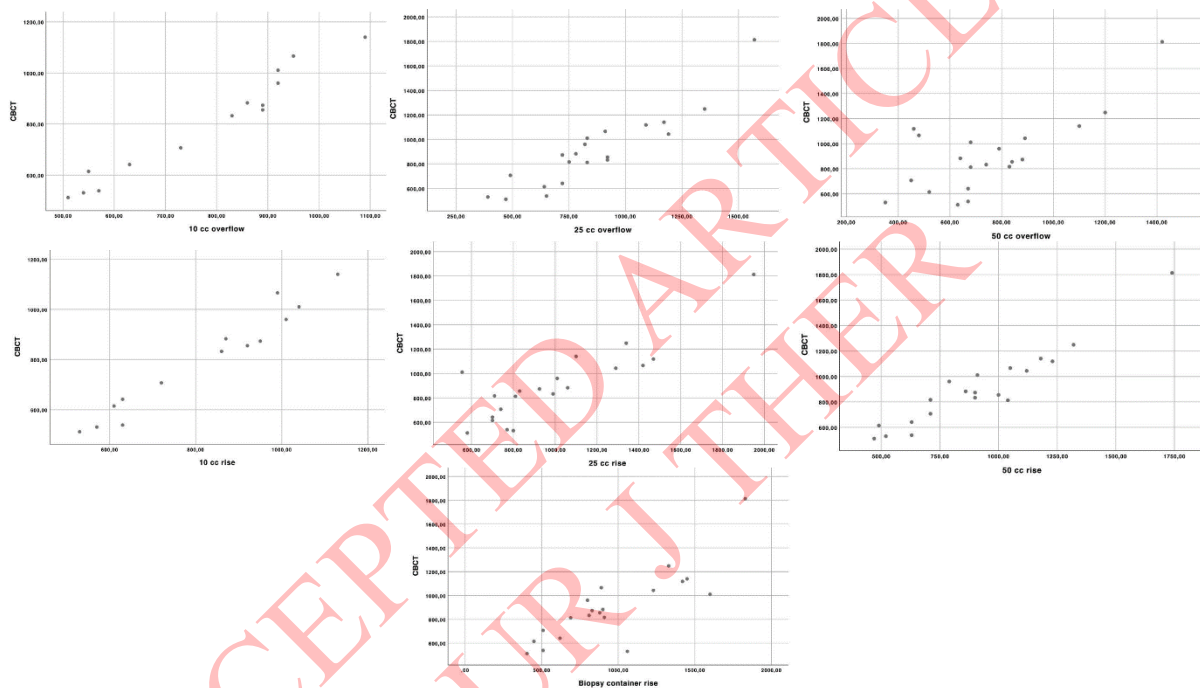 1200,00
1000,00
800,00
600,00
CBCT
500,00 600,00 700,00 800,00 900,00 1000,00 1100,00
10 cc overflow
2000,00
1800,00
1600,00
1400,00
1200,00
1000,00
800,00
600,00
CBCT
250,00 500,00 750,00 1000,00 1250,00 1500,00
25 cc overflow
2000,00
1800,00
1600,00
1400,00
1200,00
1000,00
800,00
600,00
CBCT
200,00 400,00 600,00 800,00 1000,00 1200,00 1400,00
50 cc overflow
1200,00
1000,00
800,00
600,00
CBCT
600,00 800,00 1000,00 1200,00
10 cc rise
2000,00
1800,00
1600,00
1400,00
1200,00
1000,00
800,00
600,00
CBCT
600,00 800,00 1000,00 1200,00 1400,00 1600,00 1800,00 2000,00
25 cc rise
2000,00
1800,00
1600,00
1400,00
1200,00
1000,00
800,00
600,00
CBCT
500,00 750,00 1000,00 1250,00 1500,00 1750,00
50 cc rise
2000,00
1800,00
1600,00
1400,00
1200,00
1000,00
800,00
600,00
CBCT
,00 500,00 1000,00 1500,00 2000,00
Biopsy container rise
CEPTED ARTICLE
UR J THER